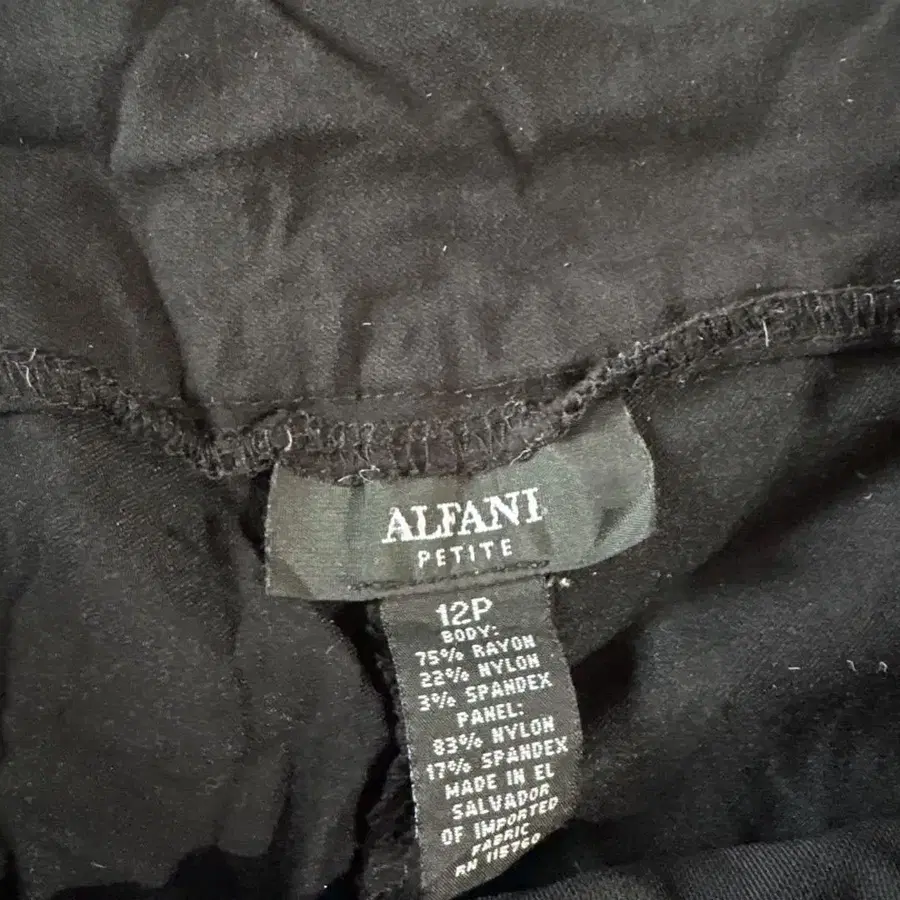 ALFANI
PETITE
12P
BODY:
75% RAYON
22% NYLON
3% SPANDEX
PANEL:
83% NYLON
17% SPANDEX
MADE IN EL
SALVADOR
OF IMPORTED
FABRIC
RN 115760